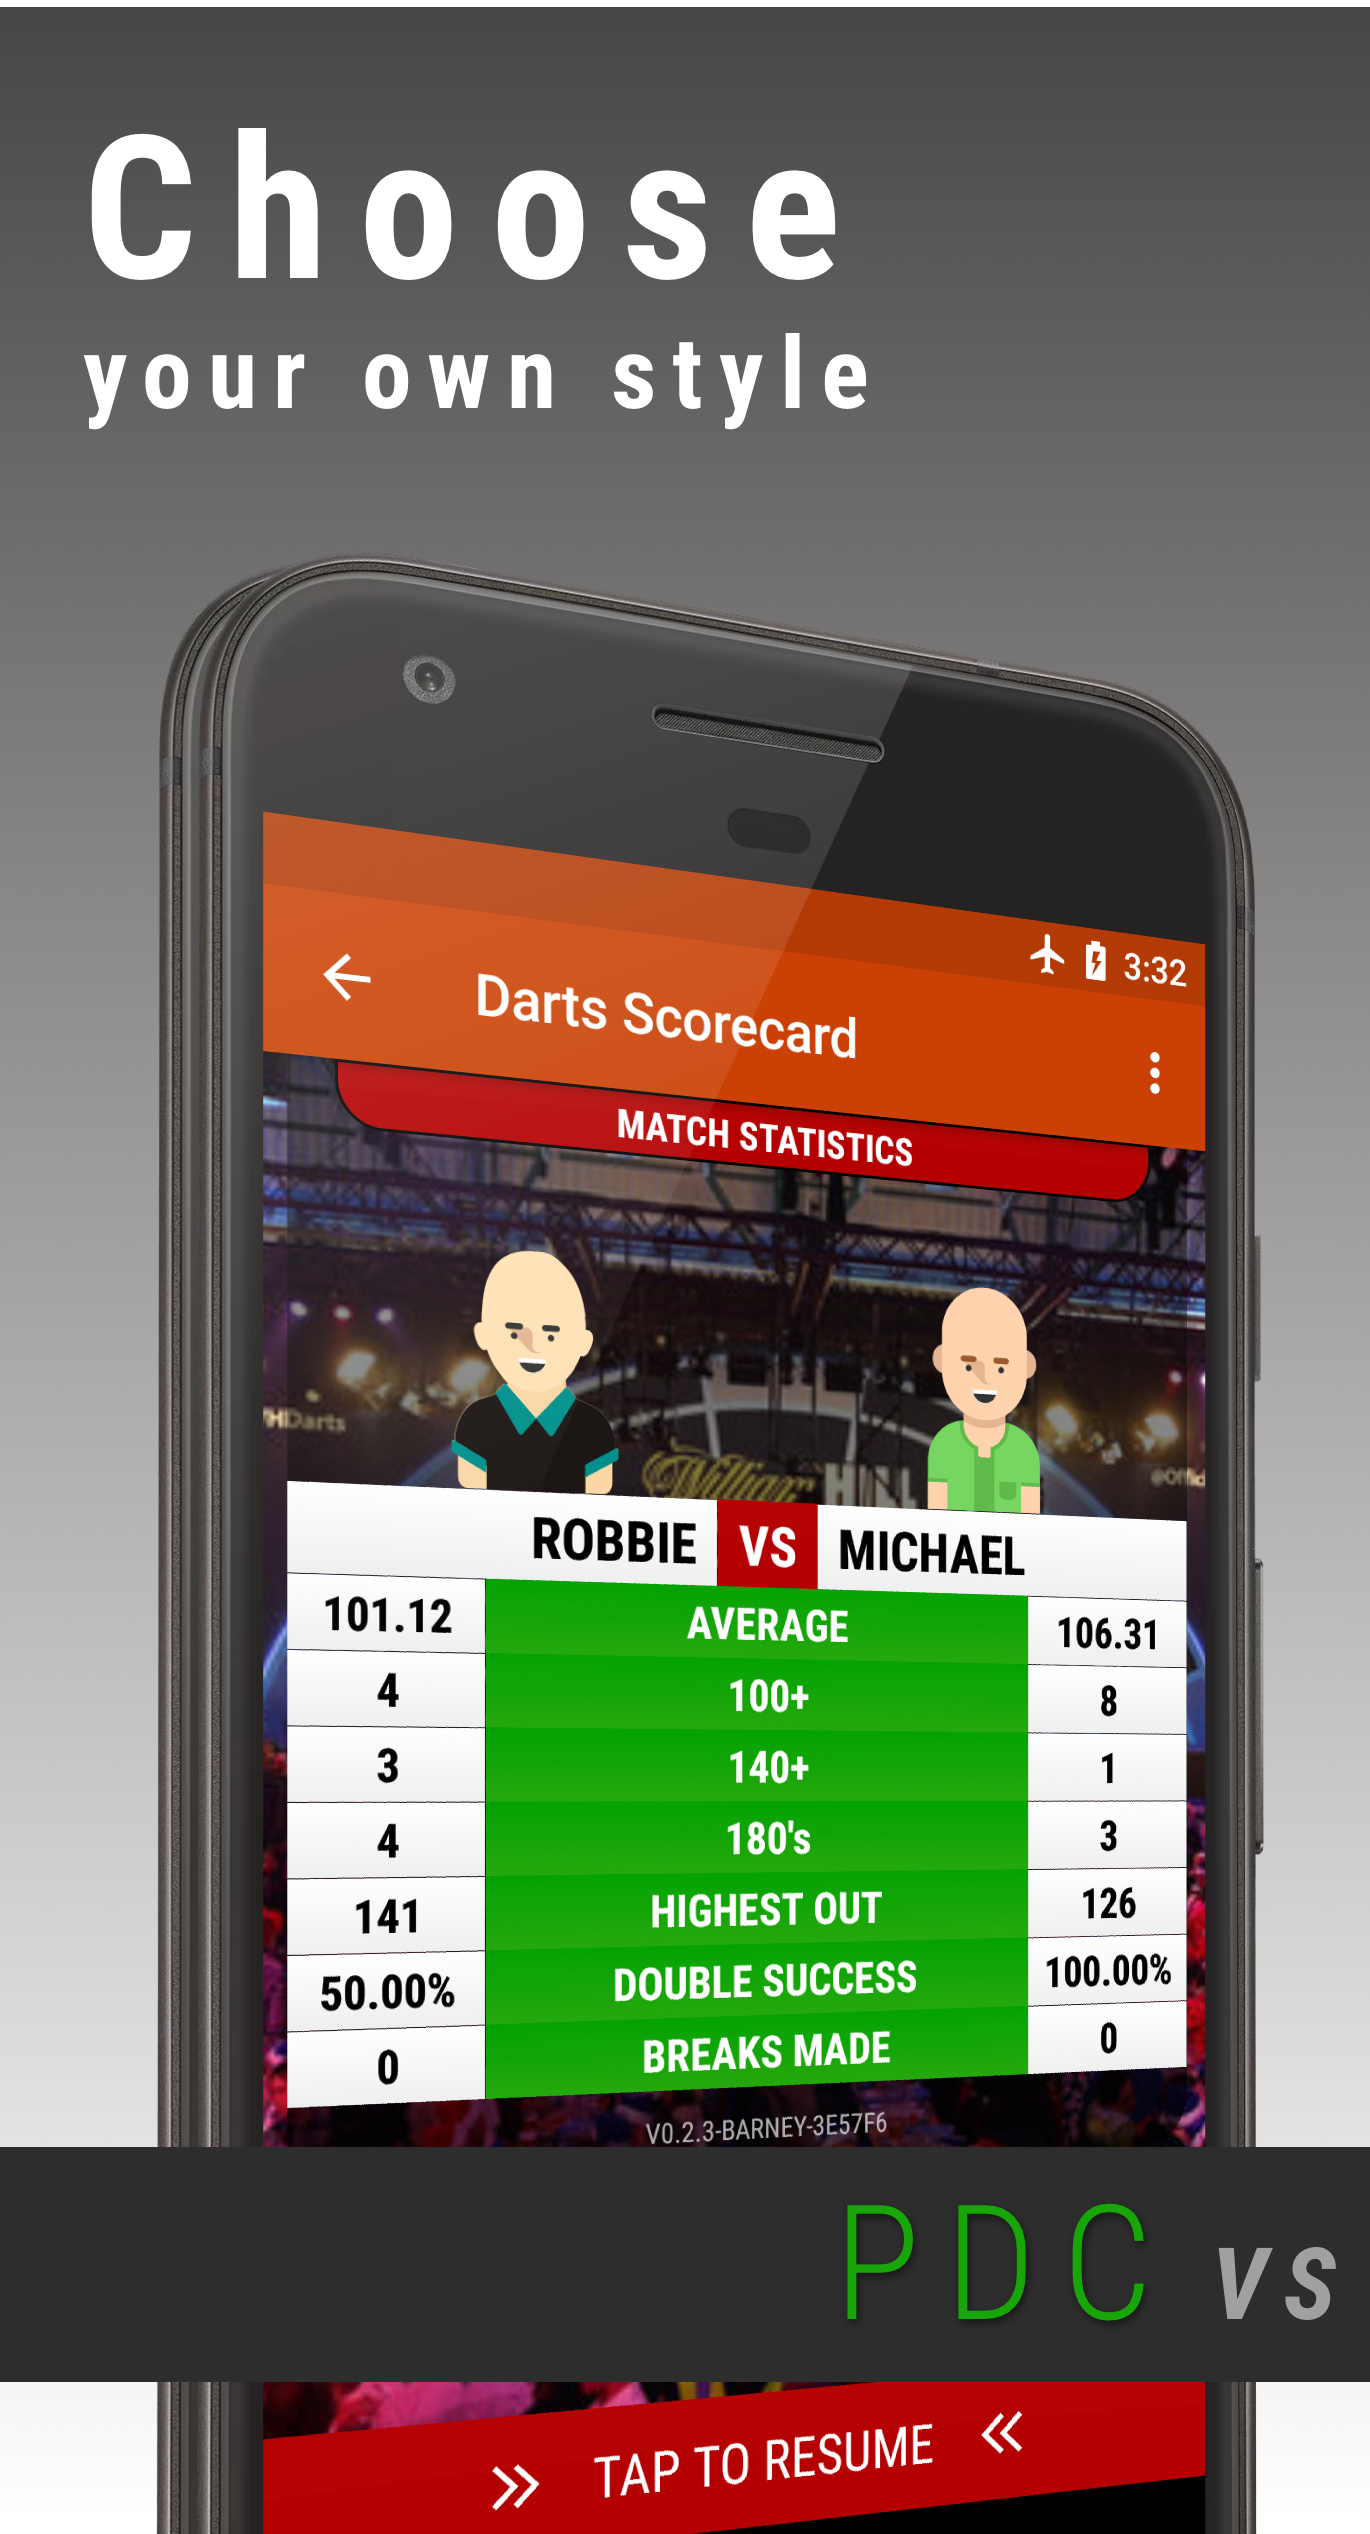 Choose
your own style
3:32
Darts Scorecard
MATCH STATISTICS
HDarts
William HILL
ROBBIE VS MICHAEL
101.12 AVERAGE 106.31
4 100+ 8
3 140+ 1
4 180's 3
141 HIGHEST OUT 126
50.00% DOUBLE SUCCESS 100.00%
0 BREAKS MADE 0
V0.2.3-BARNEY-3E57F6
PDC vs
TAP TO RESUME